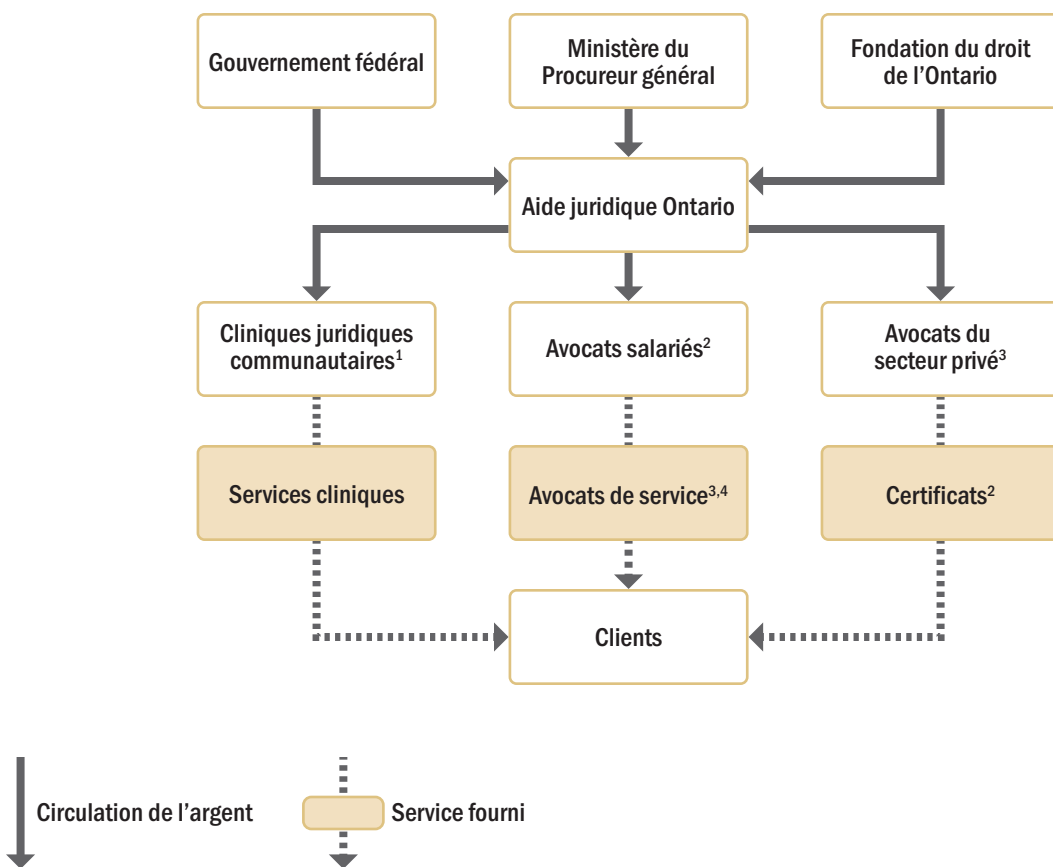 Gouvernement fédéral
Ministère du
Procureur général
Fondation du droit
de l’Ontario
Aide juridique Ontario
Cliniques juridiques
communautaires1
Avocats salariés2
Avocats du
secteur privé3
Services cliniques
Avocats de service3,4
Certificats2
Clients
Circulation de l’argent
Service fourni